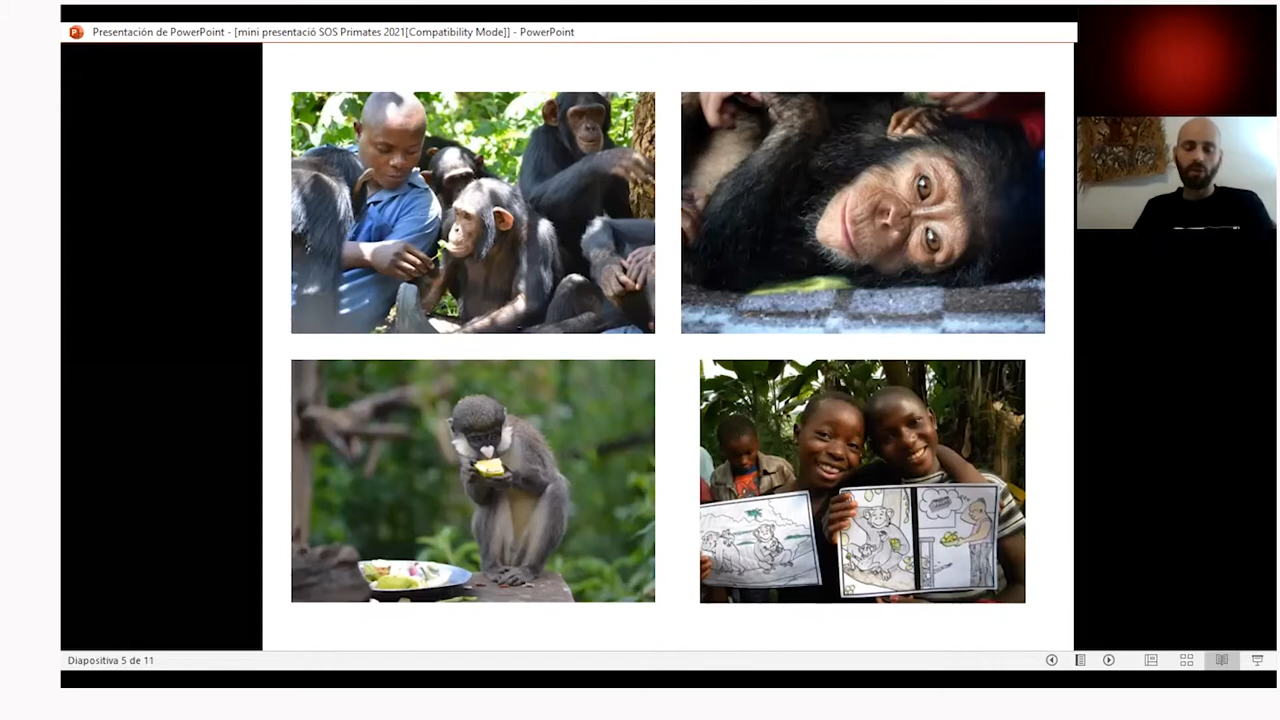 Presentación de PowerPoint - [mini presentació SOS Primates 2021[Compatibility Mode]] - PowerPoint
Diapositiva 5 de 11